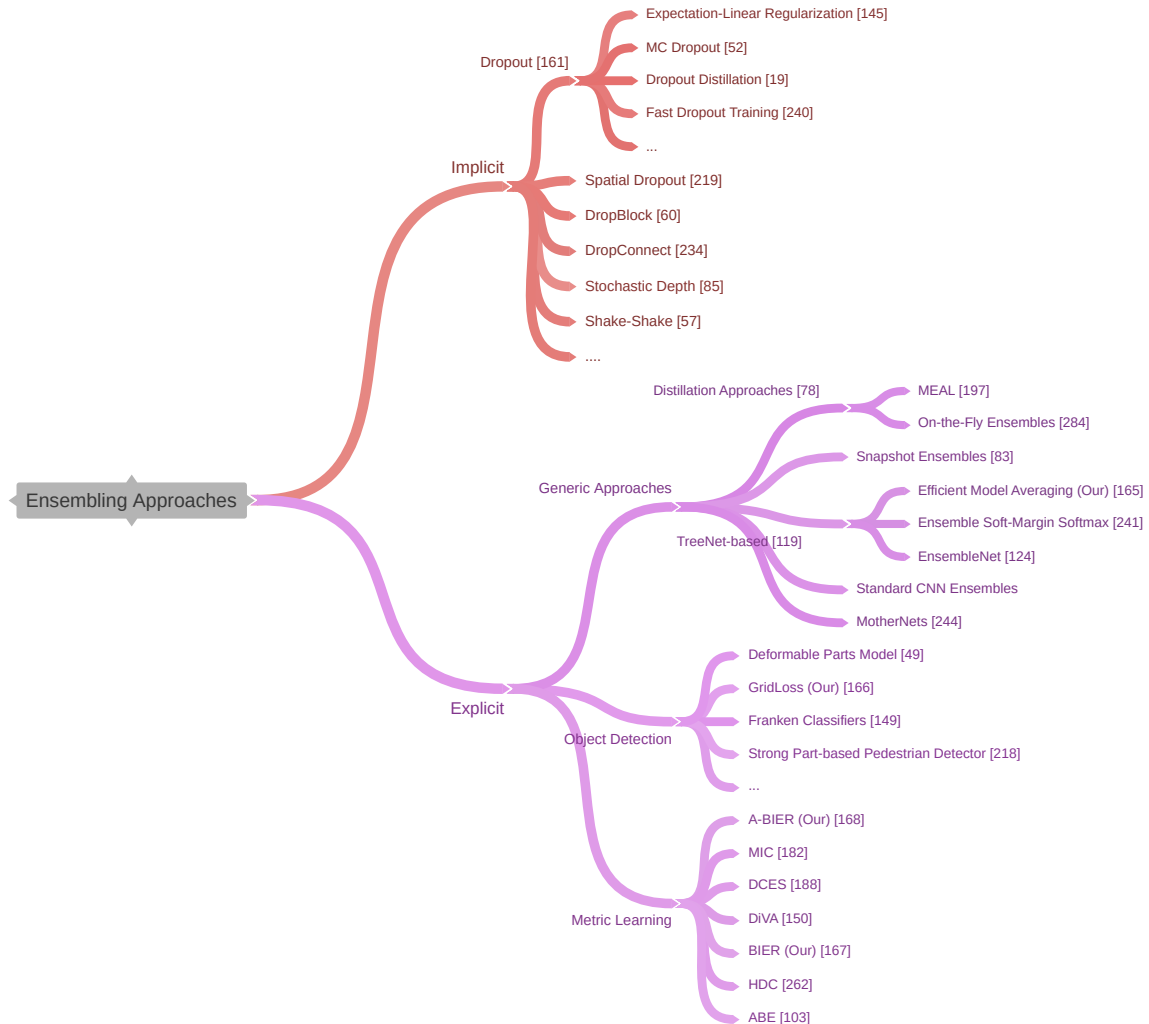 Expectation-Linear Regularization [145]
MC Dropout [52]
Dropout [161]
Dropout Distillation [19]
Fast Dropout Training [240]
...
Implicit
Spatial Dropout [219]
DropBlock [60]
DropConnect [234]
Stochastic Depth [85]
Shake-Shake [57]
....
Distillation Approaches [78]
MEAL [197]
On-the-Fly Ensembles [284]
Snapshot Ensembles [83]
Generic Approaches
Efficient Model Averaging (Our) [165]
Ensembling Approaches
Ensemble Soft-Margin Softmax [241]
TreeNet-based [119]
EnsembleNet [124]
Standard CNN Ensembles
MotherNets [244]
Deformable Parts Model [49]
GridLoss (Our) [166]
Explicit
Franken Classifiers [149]
Object Detection
Strong Part-based Pedestrian Detector [218]
...
A-BIER (Our) [168]
MIC [182]
DCES [188]
Metric Learning
DiVA [150]
BIER (Our) [167]
HDC [262]
ABE [103]